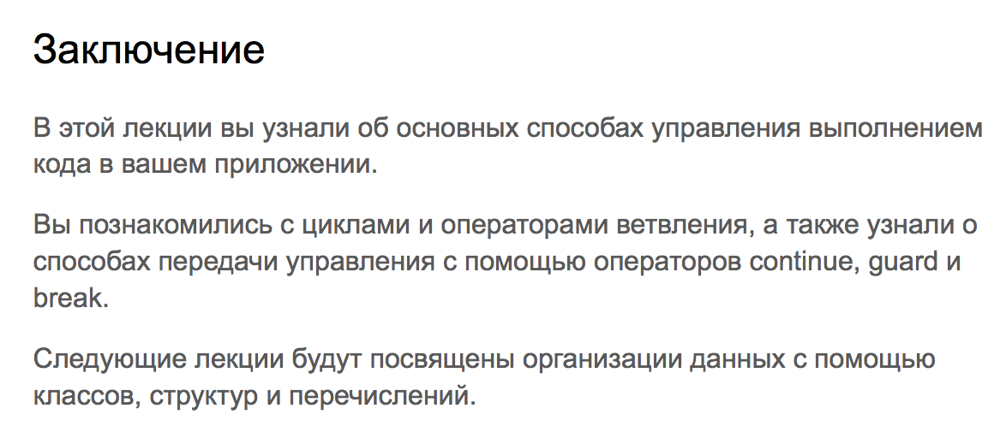 Заключение
В этой лекции вы узнали об основных способах управления выполнением
кода в вашем приложении.
Вы познакомились с циклами и операторами ветвления, а также узнали о
способах передачи управления с помощью операторов continue, guard и
break.
Следующие лекции будут посвящены организации данных с помощью
классов, структур и перечислений.